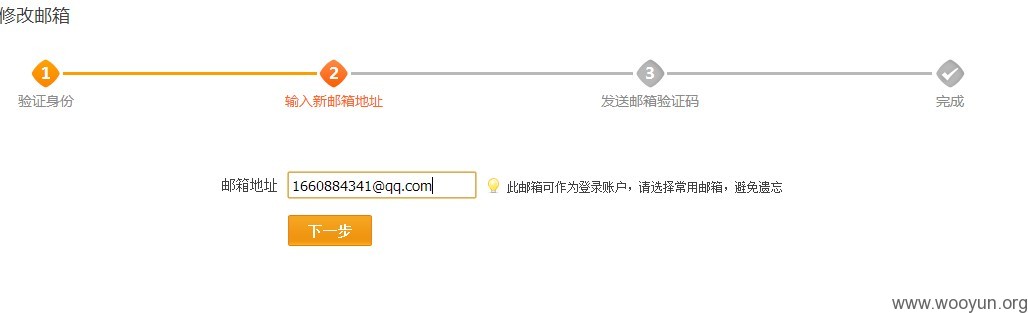 修改邮箱
1 2 3
验证身份 输入新邮箱地址 发送邮箱验证码 完成
邮箱地址 1660884341@qq.com 此邮箱可作为登录账户，请选择常用邮箱，避免遗忘
下一步
www.wooyun.org